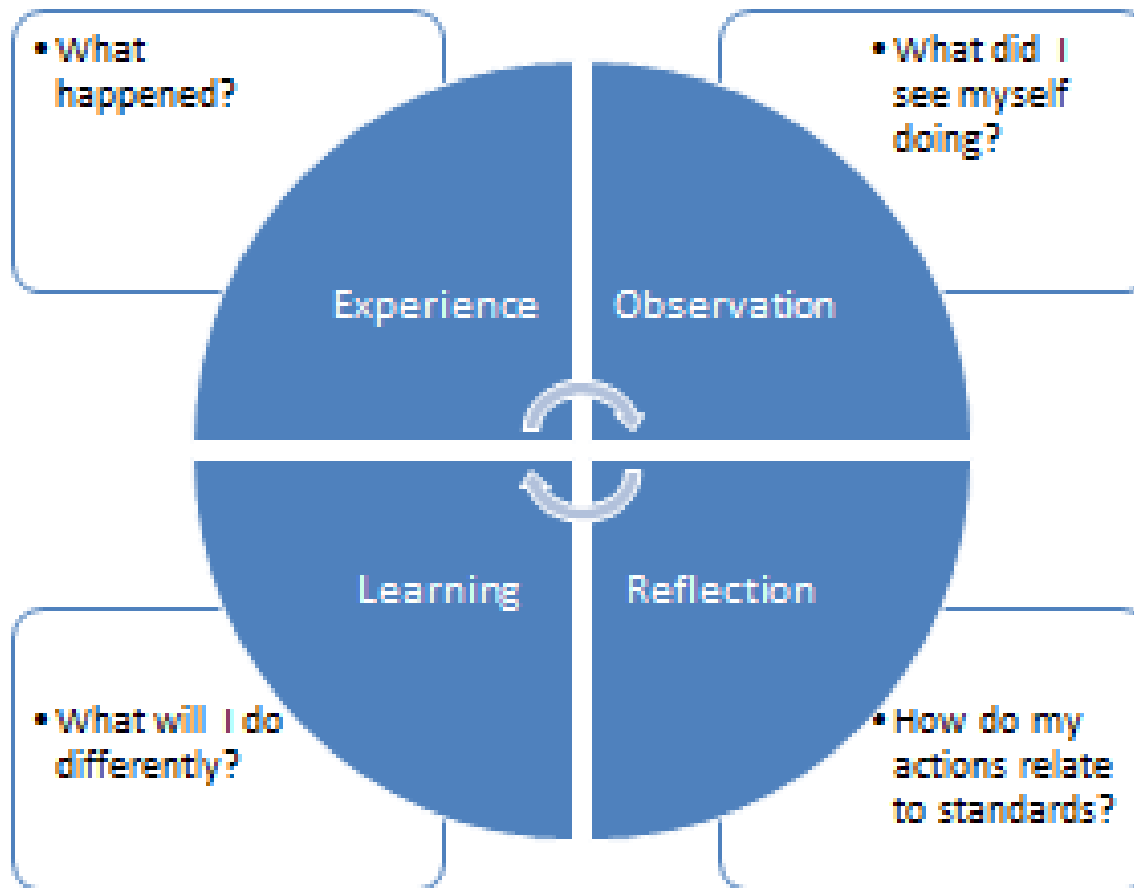 • What
happened?
• What did I
see myself
doing?
Experience
Observation
Learning
Reflection
• What will I do
differently?
• How do my
actions relate
to standards?